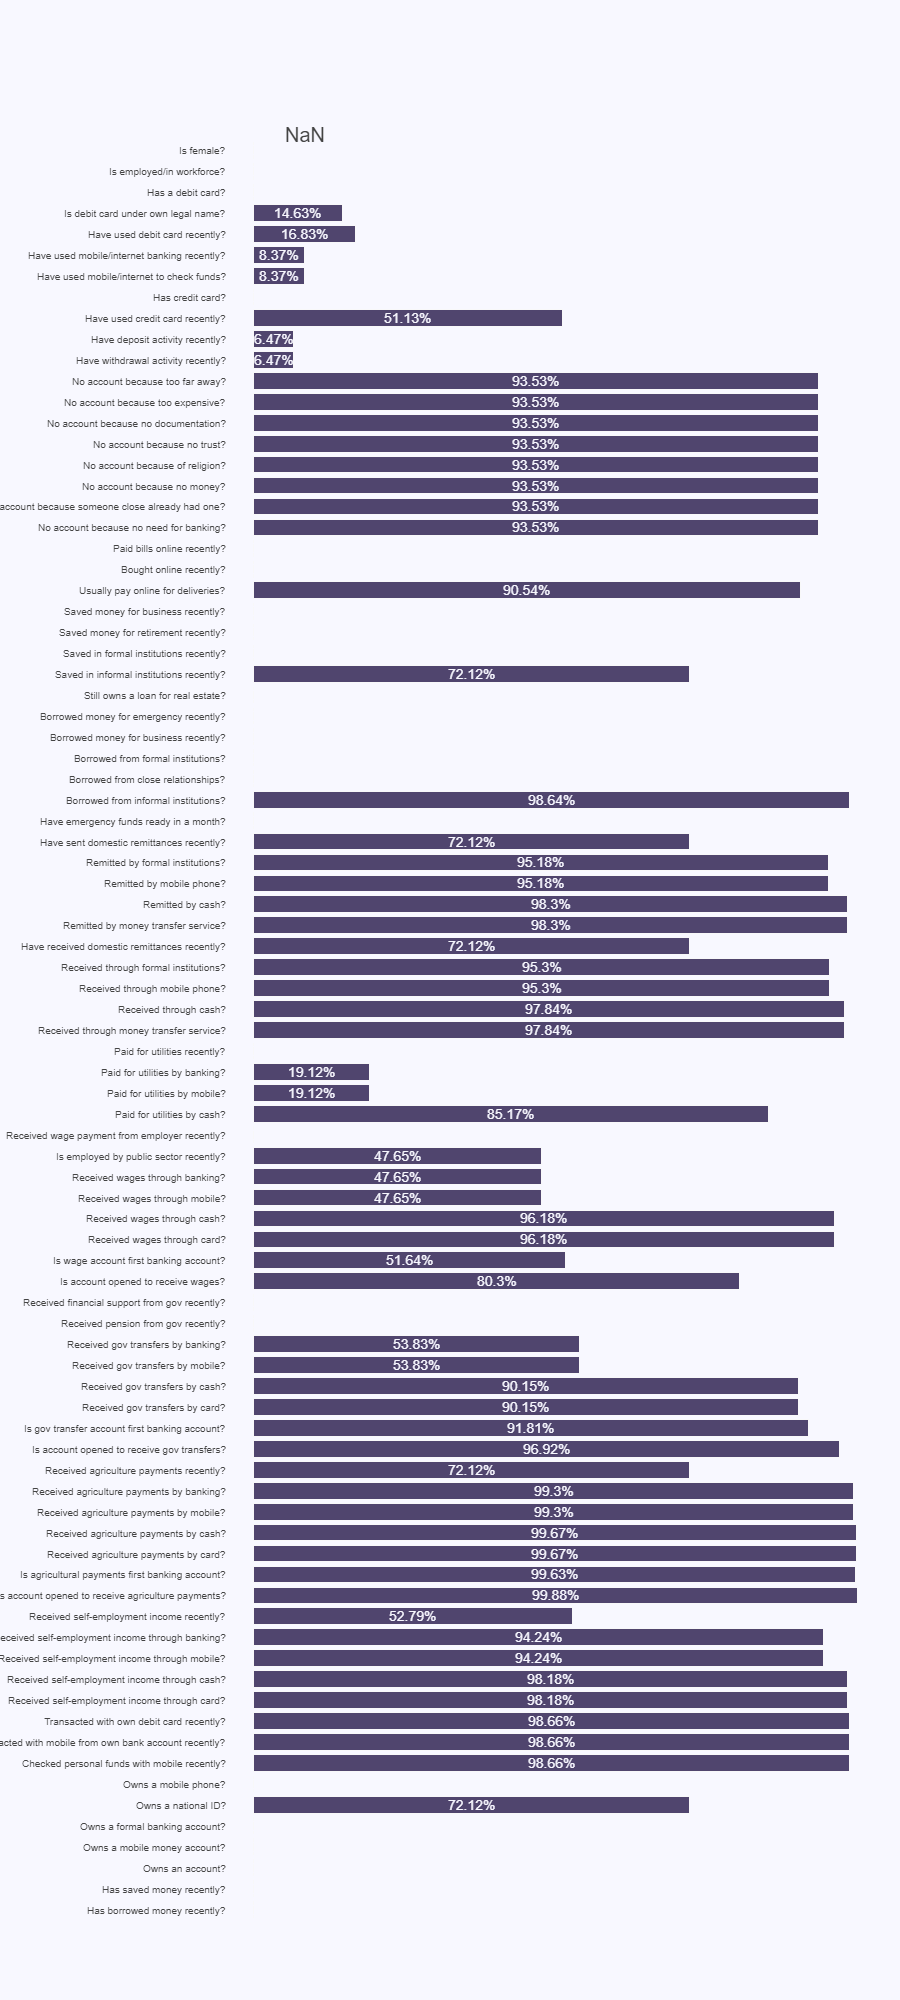 NaN
Is female?
Is employed/in workforce?
Has a debit card?
Is debit card under own legal name? 14.63%
Have used debit card recently? 16.83%
Have used mobile/internet banking recently? 8.37%
Have used mobile/internet to check funds? 8.37%
Has credit card?
Have used credit card recently? 51.13%
Have deposit activity recently? 6.47%
Have withdrawal activity recently? 6.47%
No account because too far away? 93.53%
No account because too expensive? 93.53%
No account because no documentation? 93.53%
No account because no trust? 93.53%
No account because of religion? 93.53%
No account because no money? 93.53%
account because someone close already had one? 93.53%
No account because no need for banking? 93.53%
Paid bills online recently?
Bought online recently?
Usually pay online for deliveries? 90.54%
Saved money for business recently?
Saved money for retirement recently?
Saved in formal institutions recently?
Saved in informal institutions recently? 72.12%
Still owns a loan for real estate?
Borrowed money for emergency recently?
Borrowed money for business recently?
Borrowed from formal institutions?
Borrowed from close relationships?
Borrowed from informal institutions? 98.64%
Have emergency funds ready in a month?
Have sent domestic remittances recently? 72.12%
Remitted by formal institutions? 95.18%
Remitted by mobile phone? 95.18%
Remitted by cash? 98.3%
Remitted by money transfer service? 98.3%
Have received domestic remittances recently? 72.12%
Received through formal institutions? 95.3%
Received through mobile phone? 95.3%
Received through cash? 97.84%
Received through money transfer service? 97.84%
Paid for utilities recently?
Paid for utilities by banking? 19.12%
Paid for utilities by mobile? 19.12%
Paid for utilities by cash? 85.17%
Received wage payment from employer recently?
Is employed by public sector recently? 47.65%
Received wages through banking? 47.65%
Received wages through mobile? 47.65%
Received wages through cash? 96.18%
Received wages through card? 96.18%
Is wage account first banking account? 51.64%
Is account opened to receive wages? 80.3%
Received financial support from gov recently?
Received pension from gov recently?
Received gov transfers by banking? 53.83%
Received gov transfers by mobile? 53.83%
Received gov transfers by cash? 90.15%
Received gov transfers by card? 90.15%
Is gov transfer account first banking account? 91.81%
Is account opened to receive gov transfers? 96.92%
Received agriculture payments recently? 72.12%
Received agriculture payments by banking? 99.3%
Received agriculture payments by mobile? 99.3%
Received agriculture payments by cash? 99.67%
Received agriculture payments by card? 99.67%
Is agricultural payments first banking account? 99.63%
s account opened to receive agriculture payments? 99.88%
Received self-employment income recently? 52.79%
eceived self-employment income through banking? 94.24%
Received self-employment income through mobile? 94.24%
Received self-employment income through cash? 98.18%
Received self-employment income through card? 98.18%
Transacted with own debit card recently? 98.66%
acted with mobile from own bank account recently? 98.66%
Checked personal funds with mobile recently? 98.66%
Owns a mobile phone?
Owns a national ID? 72.12%
Owns a formal banking account?
Owns a mobile money account?
Owns an account?
Has saved money recently?
Has borrowed money recently?